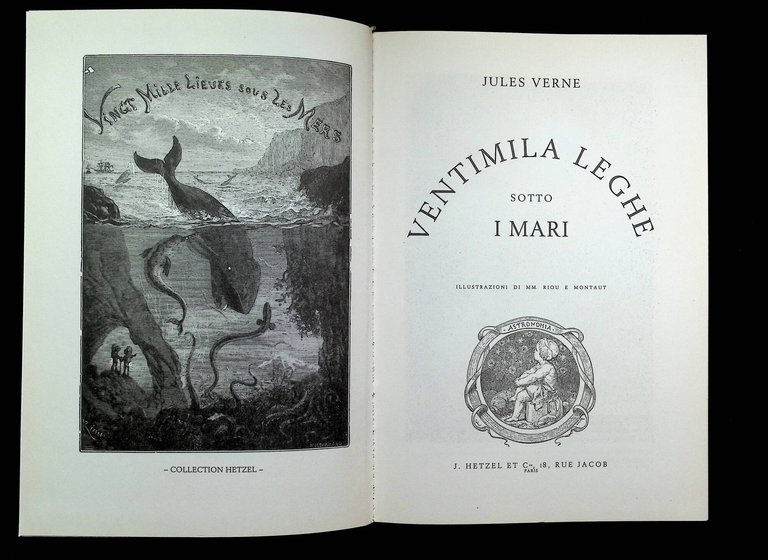 Vingt Mille Lieues sous les Mers
– COLLECTION HETZEL –
JULES VERNE
VENTIMILA LEGHE
SOTTO
I MARI
ILLUSTRAZIONI DI MM. RIOU E MONTAUT
ASTRONOMIA
J. HETZEL ET Cie, 18, RUE JACOB
PARIS